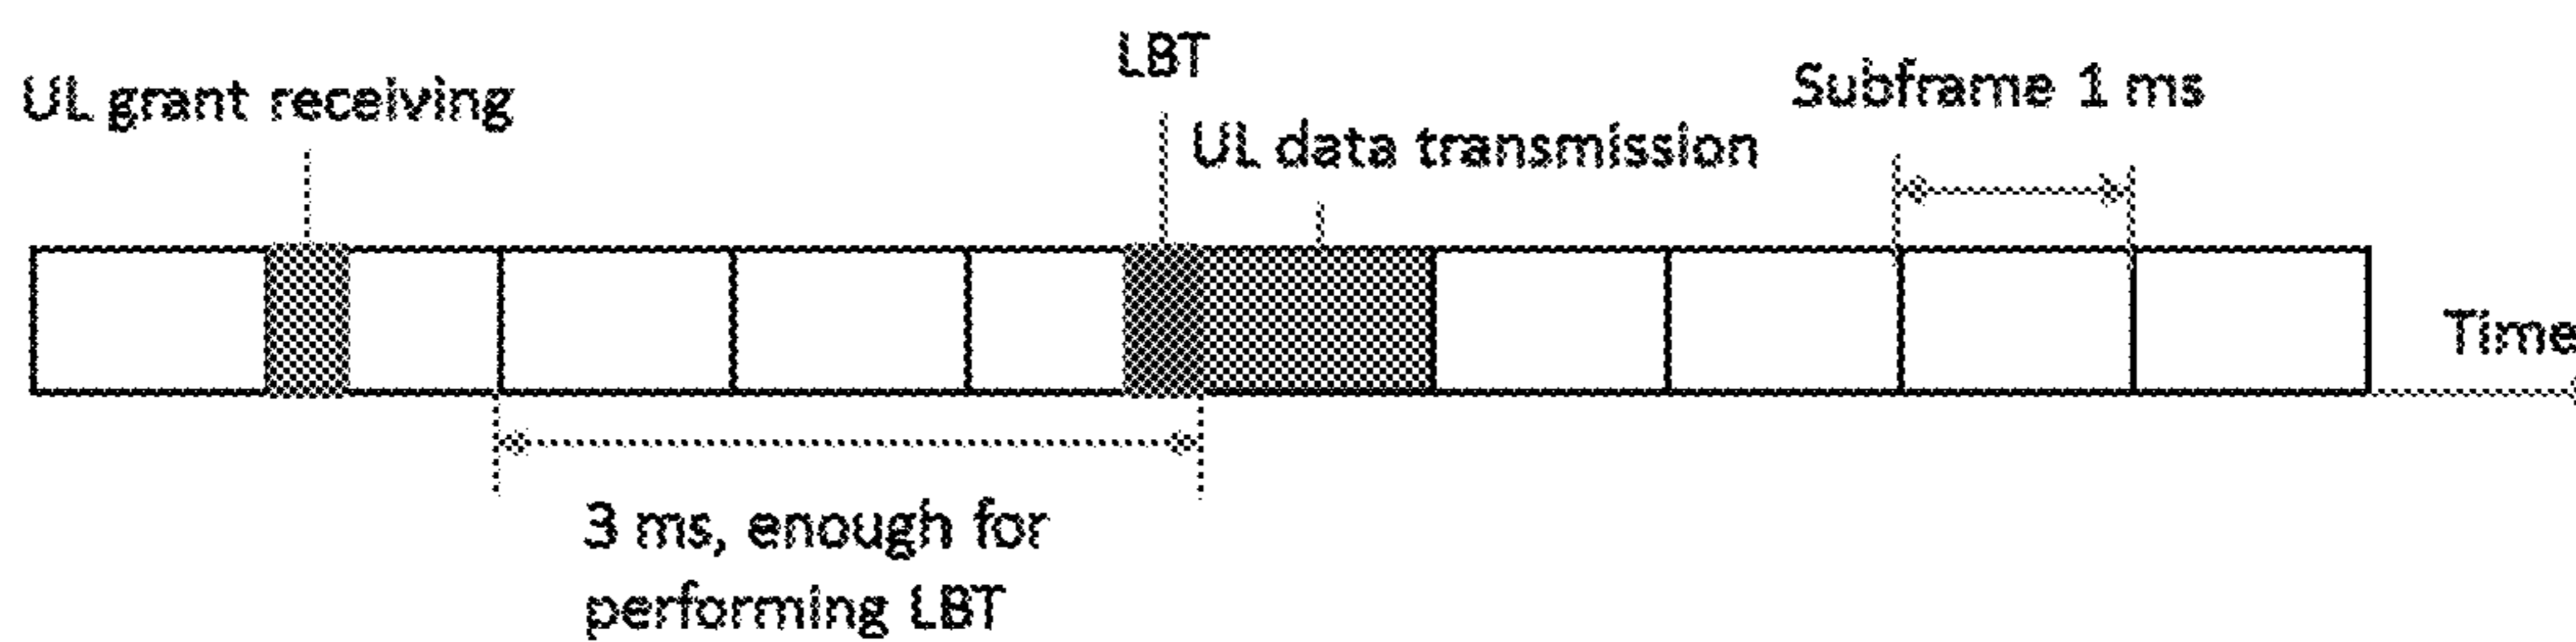 LBT
UL grant receiving
Subframe 1 ms
UL data transmission
Time
3 ms, enough for
performing LBT